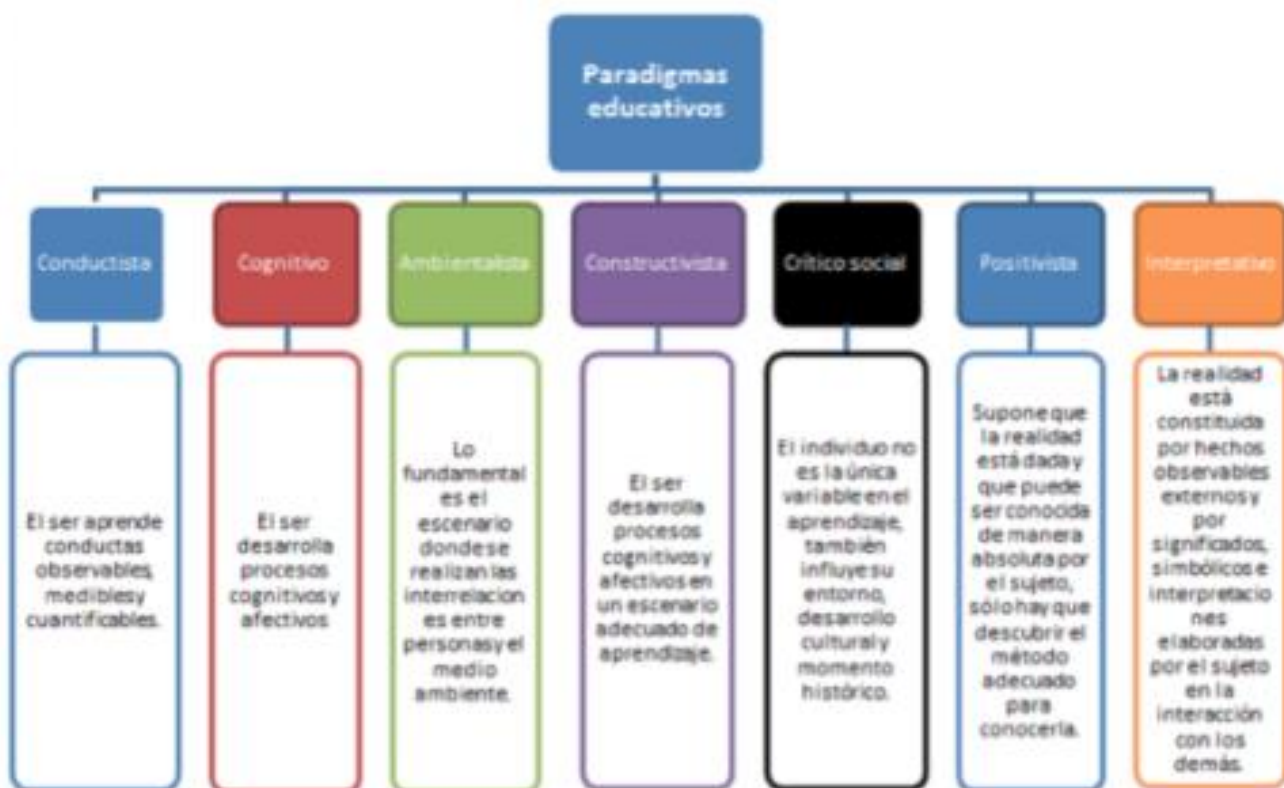 Paradigmas
educativos
Conductista
Cognitivo
Ambientalista
Constructivista
Crítico social
Positivista
Interpretativo
El ser aprende
conductas
observables,
medibles y
cuantificables.
El ser
desarrolla
procesos
cognitivos y
afectivos
Lo
fundamental
es el
escenario
donde se
realizan las
interrelacion
es entre
personas y el
medio
ambiente.
El ser
desarrolla
procesos
cognitivos y
afectivos en
un escenario
adecuado de
aprendizaje.
El individuo no
es la única
variable en el
aprendizaje,
también
influye su
entorno,
desarrollo
cultural y
momento
histórico.
Supone que
la realidad
está dada y
que puede
ser conocida
de manera
absoluta por
el sujeto,
sólo hay que
descubrir el
método
adecuado
para
conocerla.
La realidad
está
constituida
por hechos
observables
externos y
por
significados,
simbólicos e
interpretacio
nes
elaboradas
por el sujeto
en la
interacción
con los
demás.